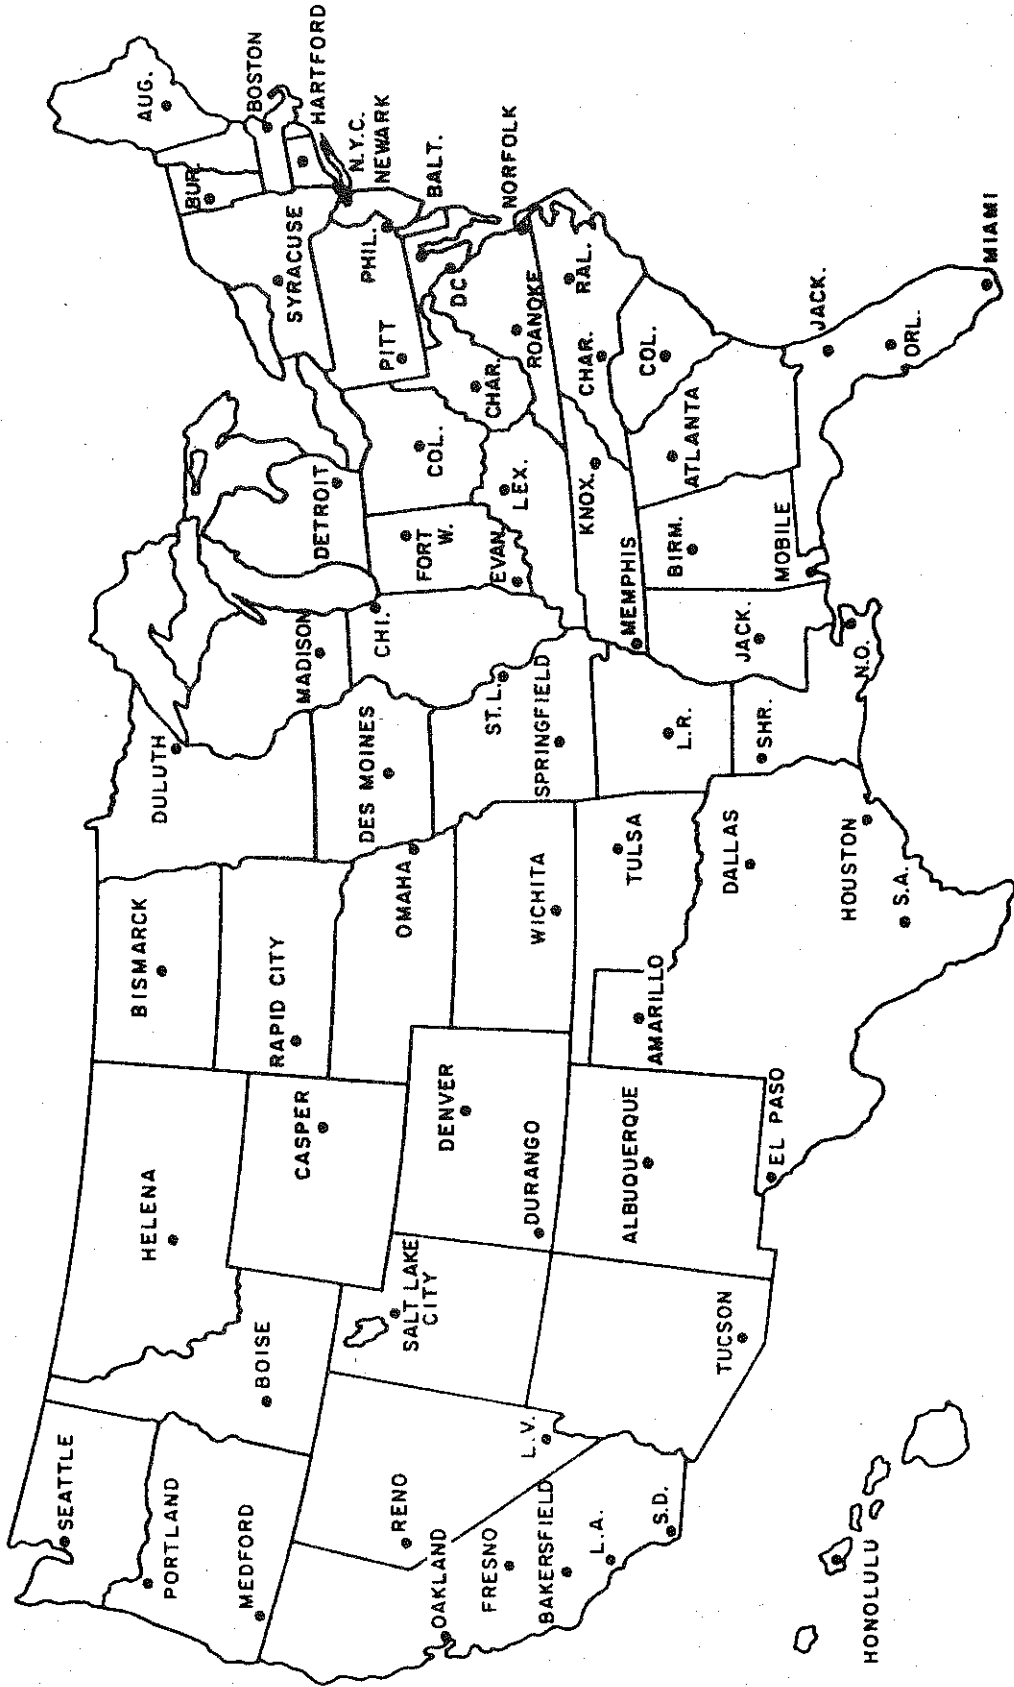 SEATTLE
PORTLAND
MEDFORD
BOISE
HELENA
BISMARCK
DULUTH
RAPID CITY
CASPER
RENO
OAKLAND
FRESNO
BAKERSFIELD
L.A.
S.D.
L.V.
SALT LAKE
CITY
DENVER
DURANGO
OMAHA
DES MOINES
MADISON
CHI.
DETROIT
FORT
W.
EVAN.
COL.
LEX.
PITT
PHIL.
SYRACUSE
BUR.
AUG.
BOSTON
HARTFORD
N.Y.C.
NEWARK
BALT.
DC
NORFOLK
ROANOKE
CHAR.
RAL.
CHAR.
COL.
KNOX.
MEMPHIS
ATLANTA
BIRM.
MOBILE
JACK.
JACK.
ORL.
MIAMI
N.O.
SHR.
L.R.
ST. L.
SPRINGFIELD
WICHITA
TULSA
AMARILLO
DALLAS
HOUSTON
S.A.
EL PASO
ALBUQUERQUE
TUCSON
HONOLULU